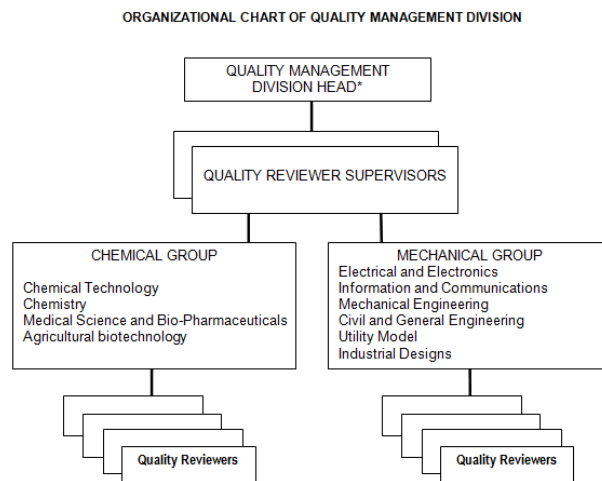 ORGANIZATIONAL CHART OF QUALITY MANAGEMENT DIVISION
QUALITY MANAGEMENT
DIVISION HEAD*
QUALITY REVIEWER SUPERVISORS
CHEMICAL GROUP
Chemical Technology
Chemistry
Medical Science and Bio-Pharmaceuticals
Agricultural biotechnology
MECHANICAL GROUP
Electrical and Electronics
Information and Communications
Mechanical Engineering
Civil and General Engineering
Utility Model
Industrial Designs
Quality Reviewers
Quality Reviewers